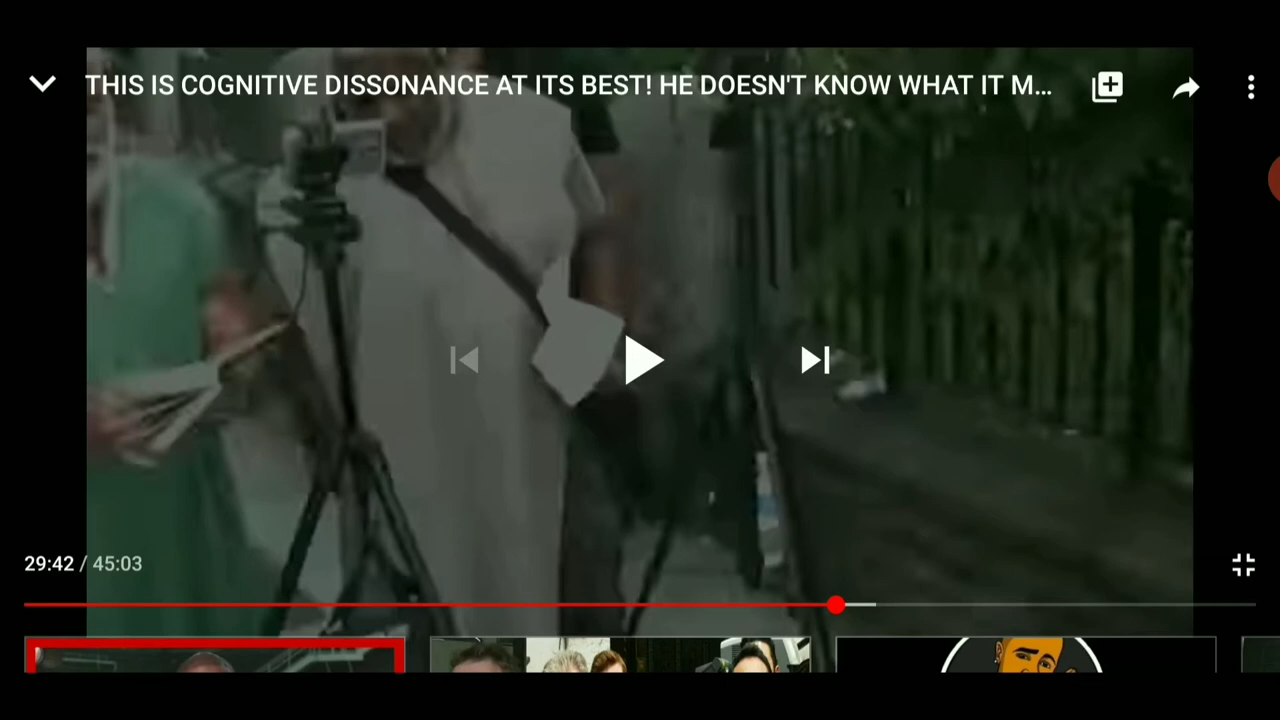 THIS IS COGNITIVE DISSONANCE AT ITS BEST! HE DOESN'T KNOW WHAT IT M...
29:42 / 45:03